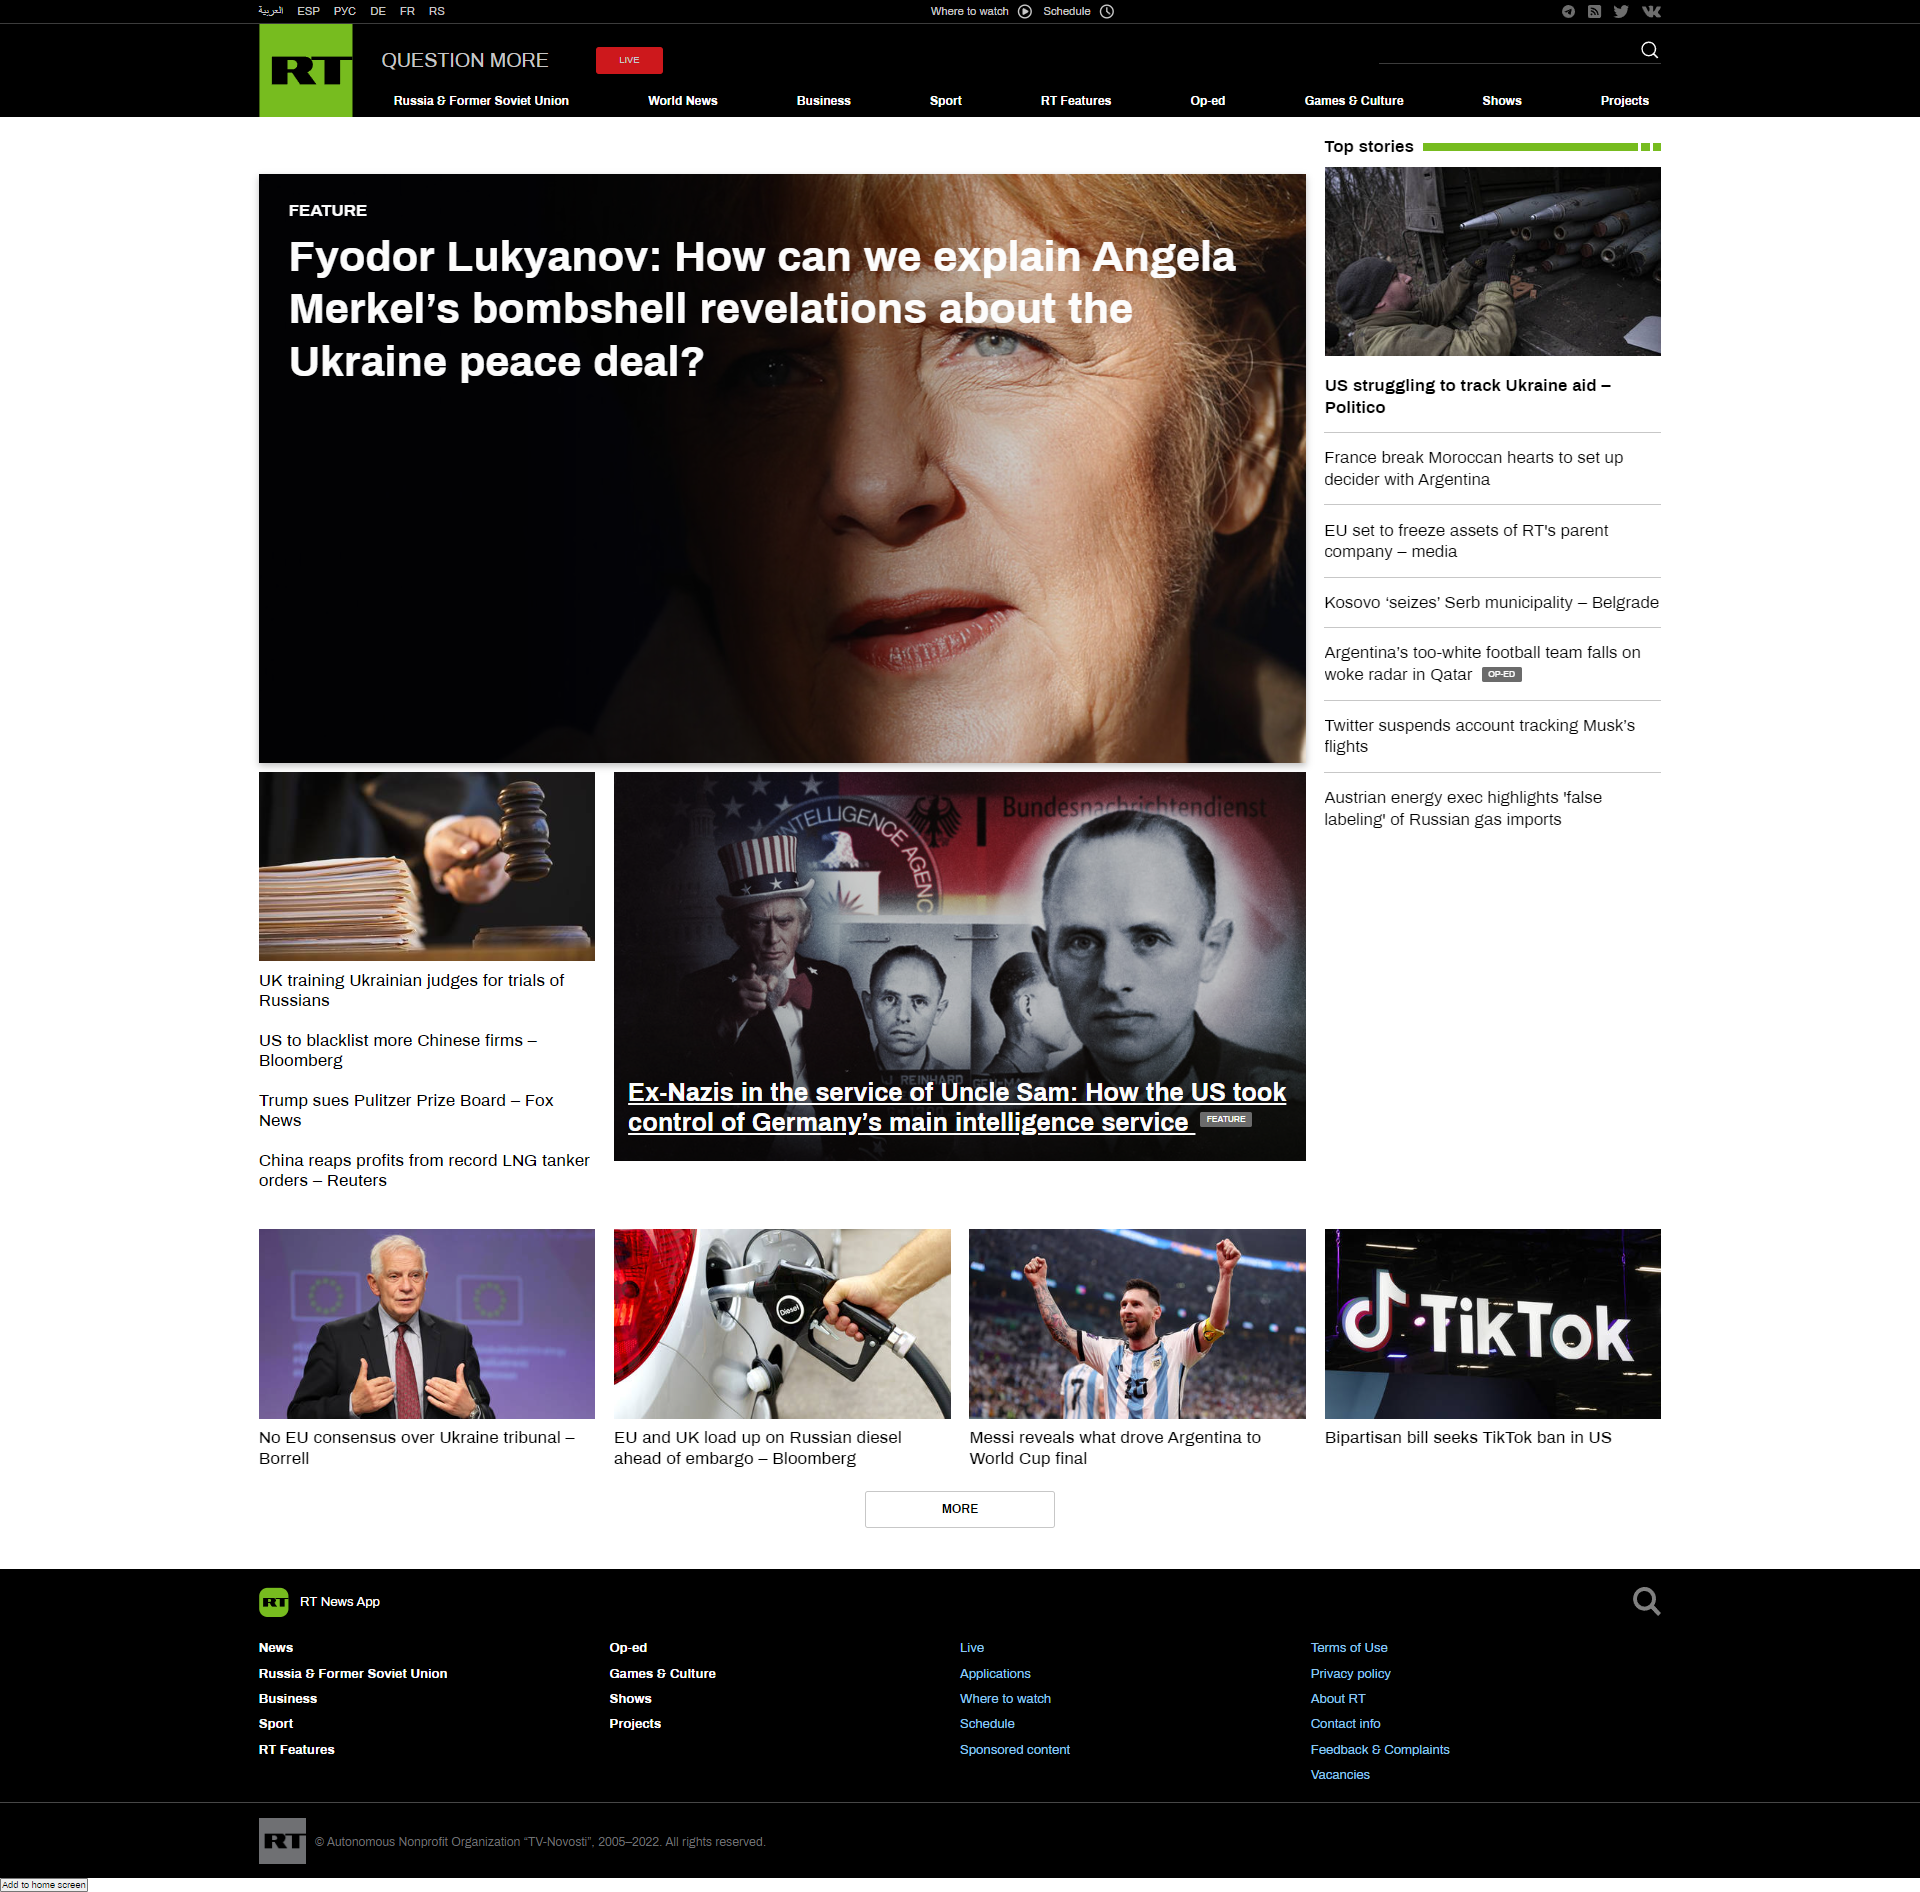 العربية ESP РУС DE FR RS
Where to watch Schedule
RT
QUESTION MORE
LIVE
Russia & Former Soviet Union World News Business Sport RT Features Op-ed Games & Culture Shows Projects
FEATURE
Fyodor Lukyanov: How can we explain Angela
Merkel’s bombshell revelations about the
Ukraine peace deal?
Top stories
US struggling to track Ukraine aid –
Politico
France break Moroccan hearts to set up
decider with Argentina
EU set to freeze assets of RT's parent
company – media
Kosovo ‘seizes’ Serb municipality – Belgrade
Argentina’s too-white football team falls on
woke radar in Qatar OP-ED
Twitter suspends account tracking Musk’s
flights
Austrian energy exec highlights 'false
labeling' of Russian gas imports
UK training Ukrainian judges for trials of
Russians
US to blacklist more Chinese firms –
Bloomberg
Trump sues Pulitzer Prize Board – Fox
News
China reaps profits from record LNG tanker
orders – Reuters
Bundesnachrichtendienst
INTELLIGENCE AGENC
REINHARD
Ex-Nazis in the service of Uncle Sam: How the US took
control of Germany’s main intelligence service FEATURE
No EU consensus over Ukraine tribunal –
Borrell
Diesel
EU and UK load up on Russian diesel
ahead of embargo – Bloomberg
7
10
Messi reveals what drove Argentina to
World Cup final
TikTok
Bipartisan bill seeks TikTok ban in US
MORE
RT
RT News App
News
Russia & Former Soviet Union
Business
Sport
RT Features
Op-ed
Games & Culture
Shows
Projects
Live
Applications
Where to watch
Schedule
Sponsored content
Terms of Use
Privacy policy
About RT
Contact info
Feedback & Complaints
Vacancies
RT
© Autonomous Nonprofit Organization “TV-Novosti”, 2005–2022. All rights reserved.
Add to home screen